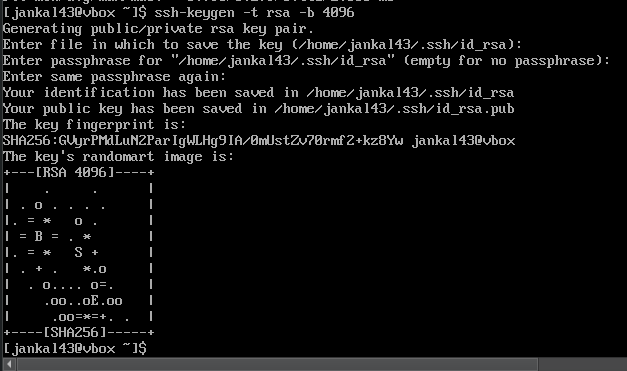 [jankal43@vbox ~]$ ssh-keygen -t rsa -b 4096
Generating public/private rsa key pair.
Enter file in which to save the key (/home/jankal43/.ssh/id_rsa):
Enter passphrase for "/home/jankal43/.ssh/id_rsa" (empty for no passphrase):
Enter same passphrase again:
Your identification has been saved in /home/jankal43/.ssh/id_rsa
Your public key has been saved in /home/jankal43/.ssh/id_rsa.pub
The key fingerprint is:
SHA256:GVyrPMdLuN2ParIgWLHg9IA/0mUstZv70rmf2+kz8Yw jankal43@vbox
The key's randomart image is:
+---[RSA 4096]----+
|    .     .      |
| . o . . . .     |
|. = *   o .      |
| = B = . *       |
|. = *   S +      |
| . + .   *.o     |
|  . o.... o=.    |
|    .oo..oE.oo   |
|     .oo=*=+. .  |
+----[SHA256]-----+
[jankal43@vbox ~]$